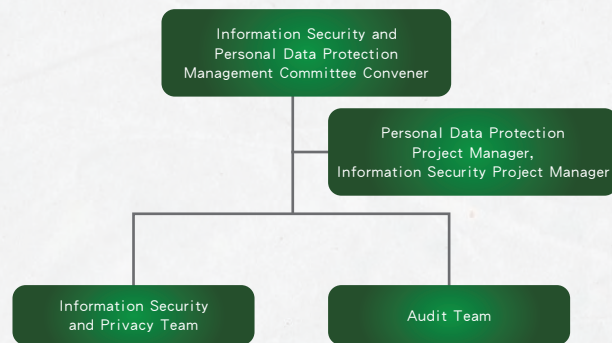 Information Security and
Personal Data Protection
Management Committee Convener
Personal Data Protection
Project Manager,
Information Security Project Manager
Information Security
and Privacy Team
Audit Team